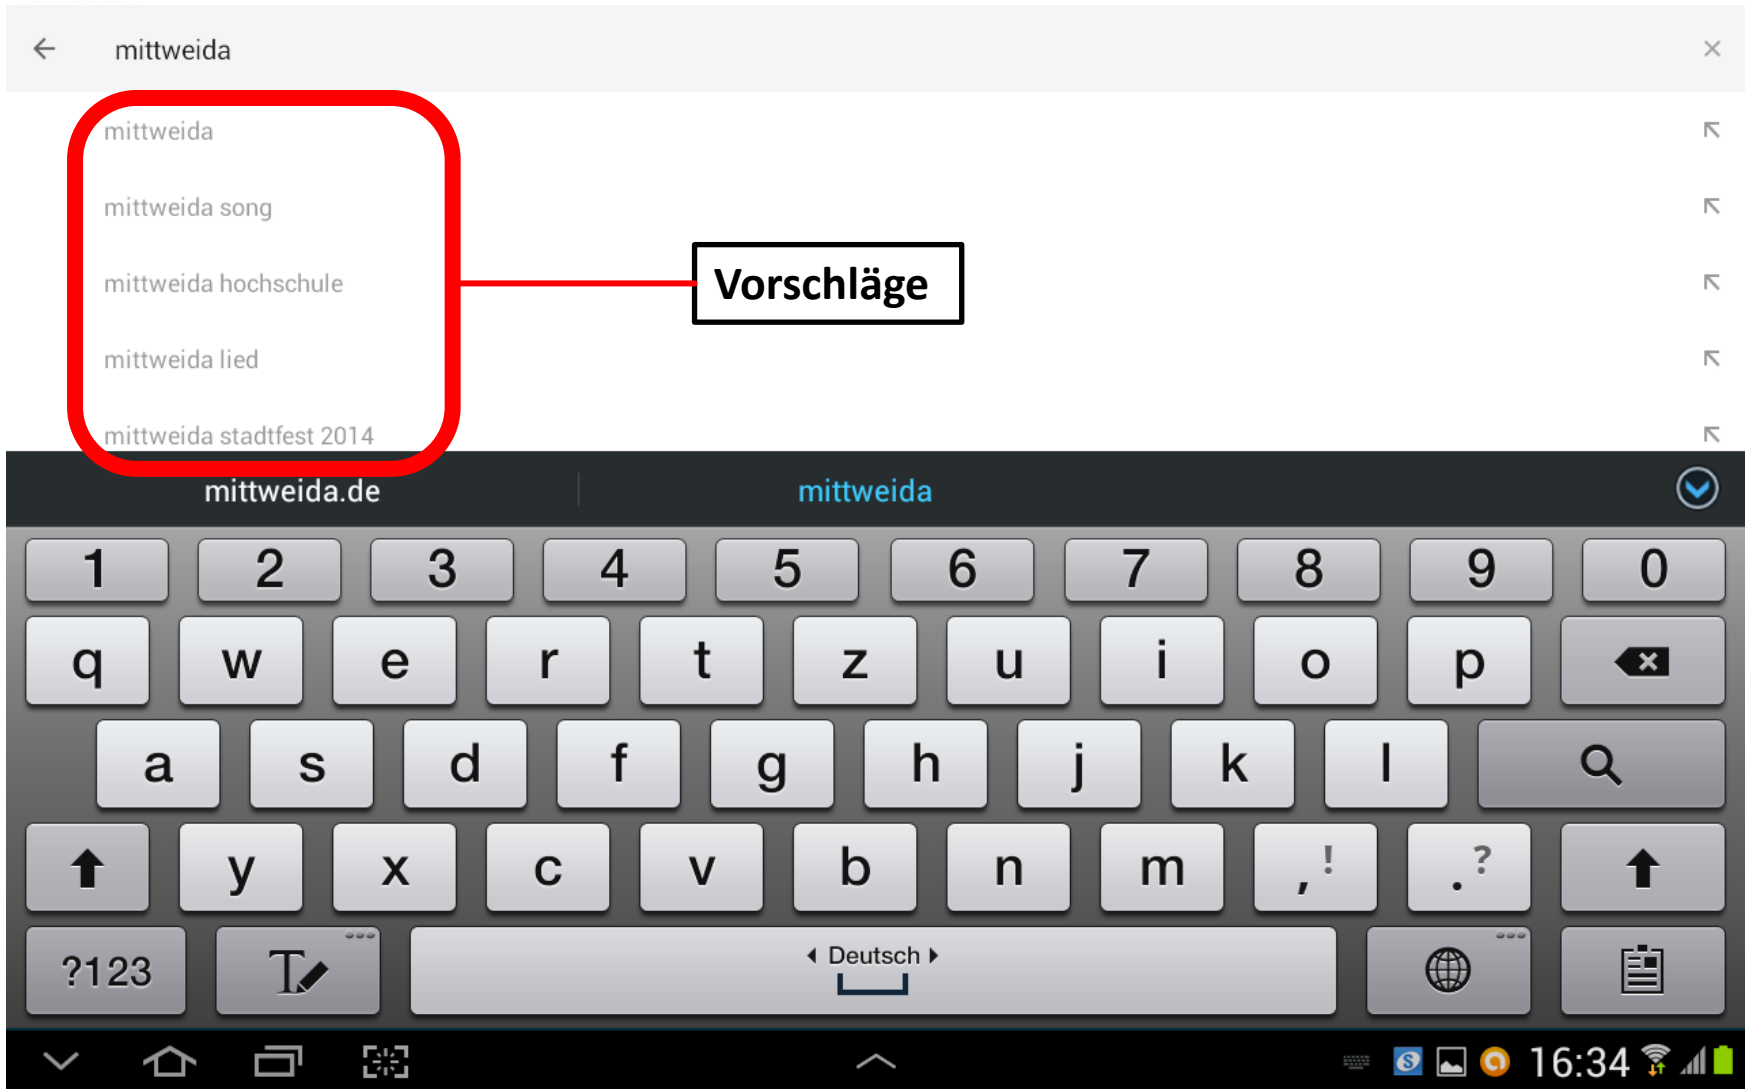 mittweida
mittweida
mittweida song
mittweida hochschule
Vorschläge
mittweida lied
mittweida stadtfest 2014
mittweida.de mittweida
1 2 3 4 5 6 7 8 9 0
q w e r t z u i o p
a s d f g h j k l
y x c v b n m , ! . ?
?123 T Deutsch
16:34